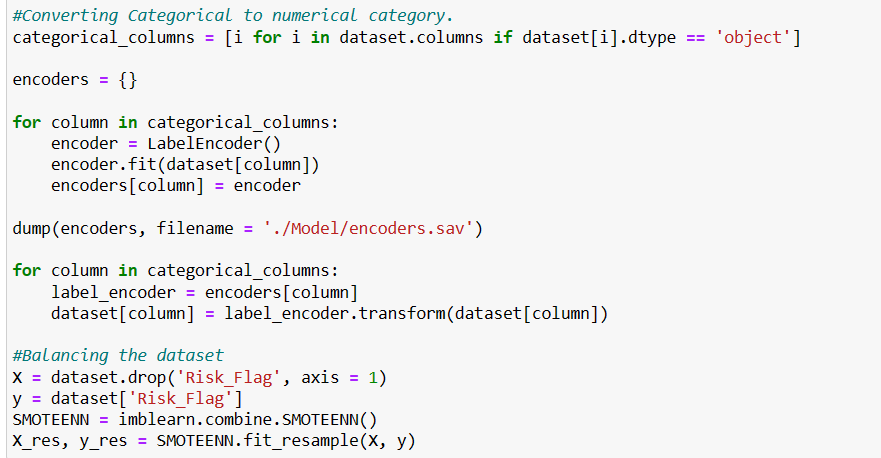 #Converting Categorical to numerical category.
categorical_columns = [i for i in dataset.columns if dataset[i].dtype == 'object']

encoders = {}

for column in categorical_columns:
    encoder = LabelEncoder()
    encoder.fit(dataset[column])
    encoders[column] = encoder

dump(encoders, filename = './Model/encoders.sav')

for column in categorical_columns:
    label_encoder = encoders[column]
    dataset[column] = label_encoder.transform(dataset[column])

#Balancing the dataset
X = dataset.drop('Risk_Flag', axis = 1)
y = dataset['Risk_Flag']
SMOTEENN = imblearn.combine.SMOTEENN()
X_res, y_res = SMOTEENN.fit_resample(X, y)